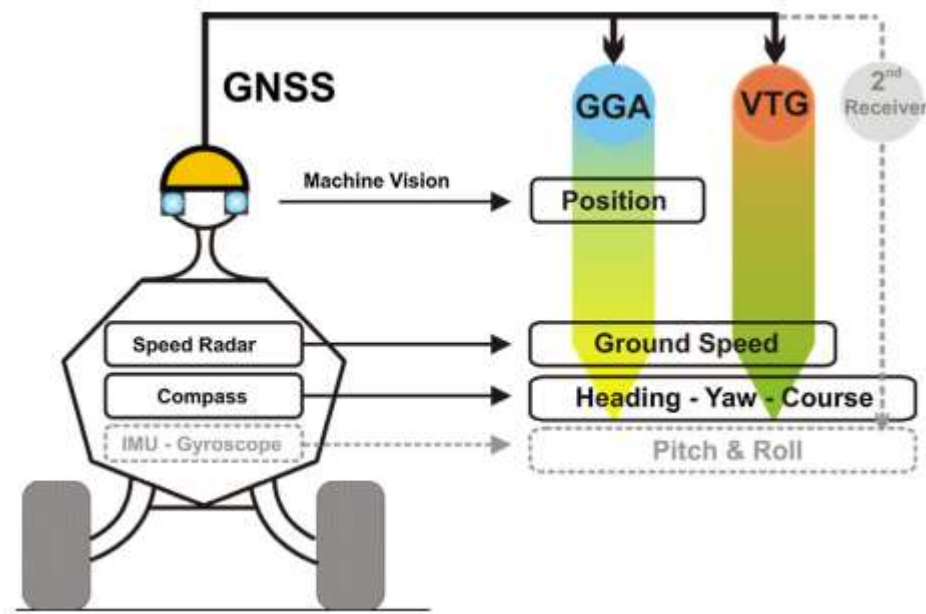 GNSS
GGA
VTG
2nd
Receiver
Machine Vision
Position
Speed Radar
Ground Speed
Compass
Heading - Yaw - Course
IMU - Gyroscope
Pitch & Roll